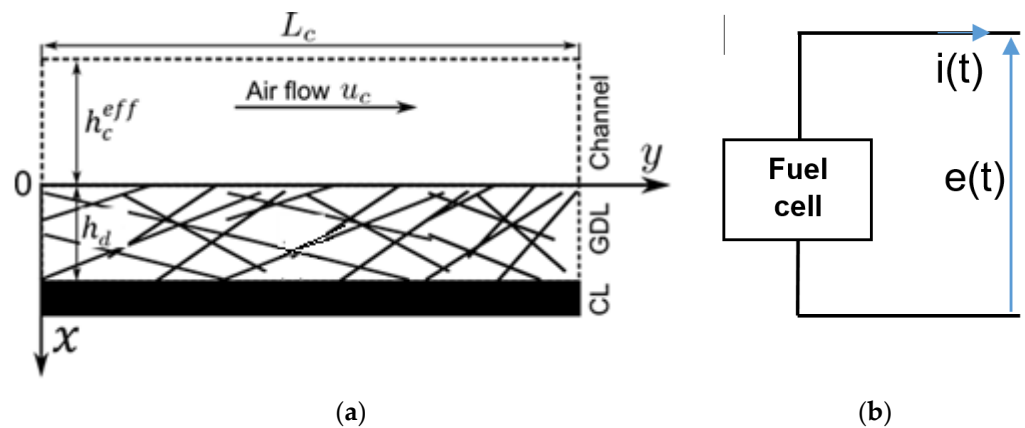 L_c
Air flow u_c
h_c^{eff}
Channel
0
y
h_d
GDL
CL
x
(a)
i(t)
Fuel
cell
e(t)
(b)